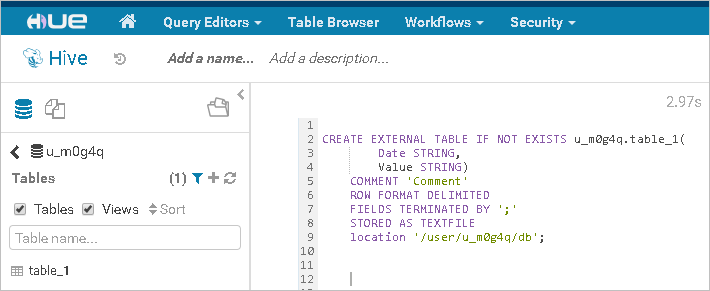 HUE Query Editors Table Browser Workflows Security
Hive Add a name... Add a description...
2.97s
u_m0g4q
Tables (1)
Tables Views Sort
Table name...
table_1
1
2 CREATE EXTERNAL TABLE IF NOT EXISTS u_m0g4q.table_1(
3 Date STRING,
4 Value STRING)
5 COMMENT 'Comment'
6 ROW FORMAT DELIMITED
7 FIELDS TERMINATED BY ';'
8 STORED AS TEXTFILE
9 location '/user/u_m0g4q/db';
10
11
12